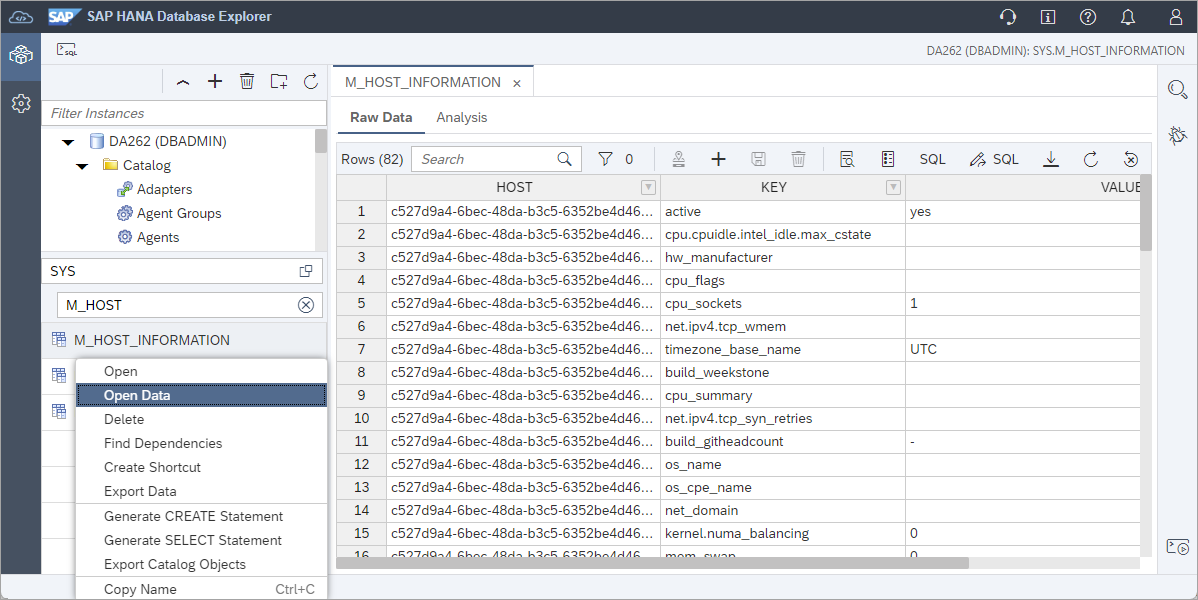 SAP SAP HANA Database Explorer
SQL
DA262 (DBADMIN): SYS.M_HOST_INFORMATION
Filter Instances
DA262 (DBADMIN)
Catalog
Adapters
Agent Groups
Agents
SYS
M_HOST
M_HOST_INFORMATION
Open
Open Data
Delete
Find Dependencies
Create Shortcut
Export Data
Generate CREATE Statement
Generate SELECT Statement
Export Catalog Objects
Copy Name Ctrl+C
M_HOST_INFORMATION
Raw Data Analysis
Rows (82) Search 0 SQL SQL
HOST KEY VALUE
1 c527d9a4-6bec-48da-b3c5-6352be4d46... active yes
2 c527d9a4-6bec-48da-b3c5-6352be4d46... cpu.cpuidle.intel_idle.max_cstate
3 c527d9a4-6bec-48da-b3c5-6352be4d46... hw_manufacturer
4 c527d9a4-6bec-48da-b3c5-6352be4d46... cpu_flags
5 c527d9a4-6bec-48da-b3c5-6352be4d46... cpu_sockets 1
6 c527d9a4-6bec-48da-b3c5-6352be4d46... net.ipv4.tcp_wmem
7 c527d9a4-6bec-48da-b3c5-6352be4d46... timezone_base_name UTC
8 c527d9a4-6bec-48da-b3c5-6352be4d46... build_weekstone
9 c527d9a4-6bec-48da-b3c5-6352be4d46... cpu_summary
10 c527d9a4-6bec-48da-b3c5-6352be4d46... net.ipv4.tcp_syn_retries
11 c527d9a4-6bec-48da-b3c5-6352be4d46... build_githeadcount -
12 c527d9a4-6bec-48da-b3c5-6352be4d46... os_name
13 c527d9a4-6bec-48da-b3c5-6352be4d46... os_cpe_name
14 c527d9a4-6bec-48da-b3c5-6352be4d46... net_domain
15 c527d9a4-6bec-48da-b3c5-6352be4d46... kernel.numa_balancing 0
16 c527d9a4-6bec-48da-b3c5-6352be4d46... mem_swap 0